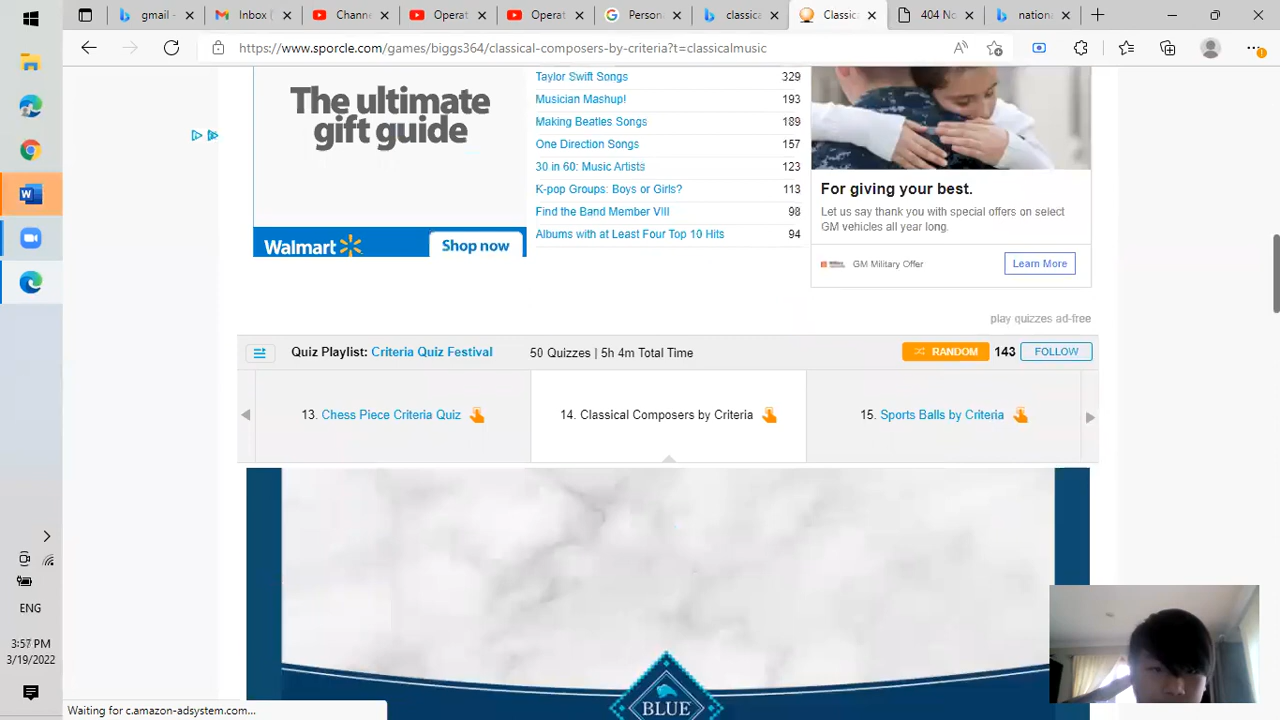 gmail -
Inbox (
Channe
Operat
Operat
Person
classica
Classic
404 No
nation
https://www.sporcle.com/games/biggs364/classical-composers-by-criteria?t=classicalmusic
The ultimate
gift guide
Walmart
Shop now
Taylor Swift Songs 329
Musician Mashup! 193
Making Beatles Songs 189
One Direction Songs 157
30 in 60: Music Artists 123
K-pop Groups: Boys or Girls? 113
Find the Band Member VIII 98
Albums with at Least Four Top 10 Hits 94
For giving your best.
Let us say thank you with special offers on select
GM vehicles all year long.
GM Military Offer
Learn More
play quizzes ad-free
Quiz Playlist: Criteria Quiz Festival 50 Quizzes | 5h 4m Total Time RANDOM 143 FOLLOW
13. Chess Piece Criteria Quiz
14. Classical Composers by Criteria
15. Sports Balls by Criteria
BLUE
ENG
3:57 PM
3/19/2022
Waiting for c.amazon-adsystem.com...